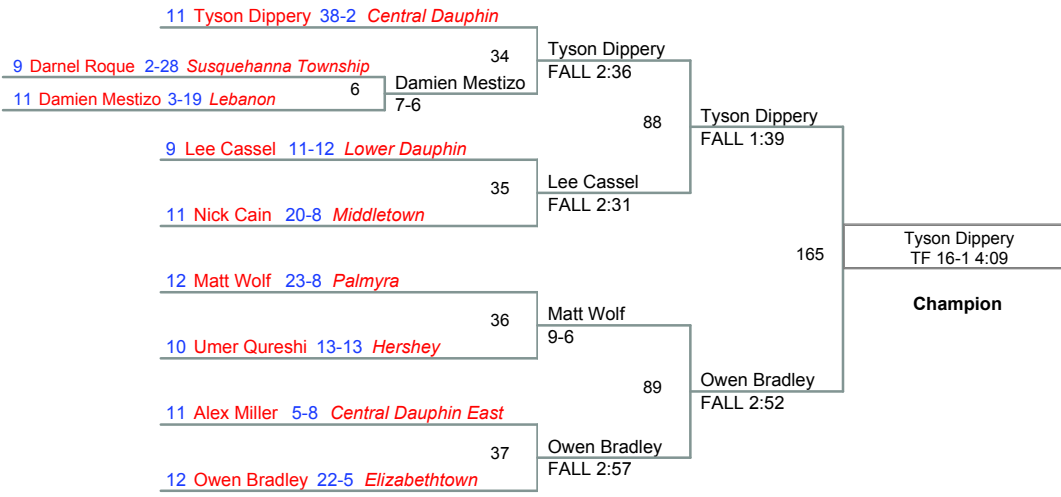 11 Tyson Dippery 38-2 Central Dauphin
34
Tyson Dippery
FALL 2:36
9 Darnel Roque 2-28 Susquehanna Township
6
Damien Mestizo
7-6
11 Damien Mestizo 3-19 Lebanon
88
Tyson Dippery
FALL 1:39
9 Lee Cassel 11-12 Lower Dauphin
35
Lee Cassel
FALL 2:31
11 Nick Cain 20-8 Middletown
165
Tyson Dippery
TF 16-1 4:09
Champion
12 Matt Wolf 23-8 Palmyra
36
Matt Wolf
9-6
10 Umer Qureshi 13-13 Hershey
89
Owen Bradley
FALL 2:52
11 Alex Miller 5-8 Central Dauphin East
37
Owen Bradley
FALL 2:57
12 Owen Bradley 22-5 Elizabethtown